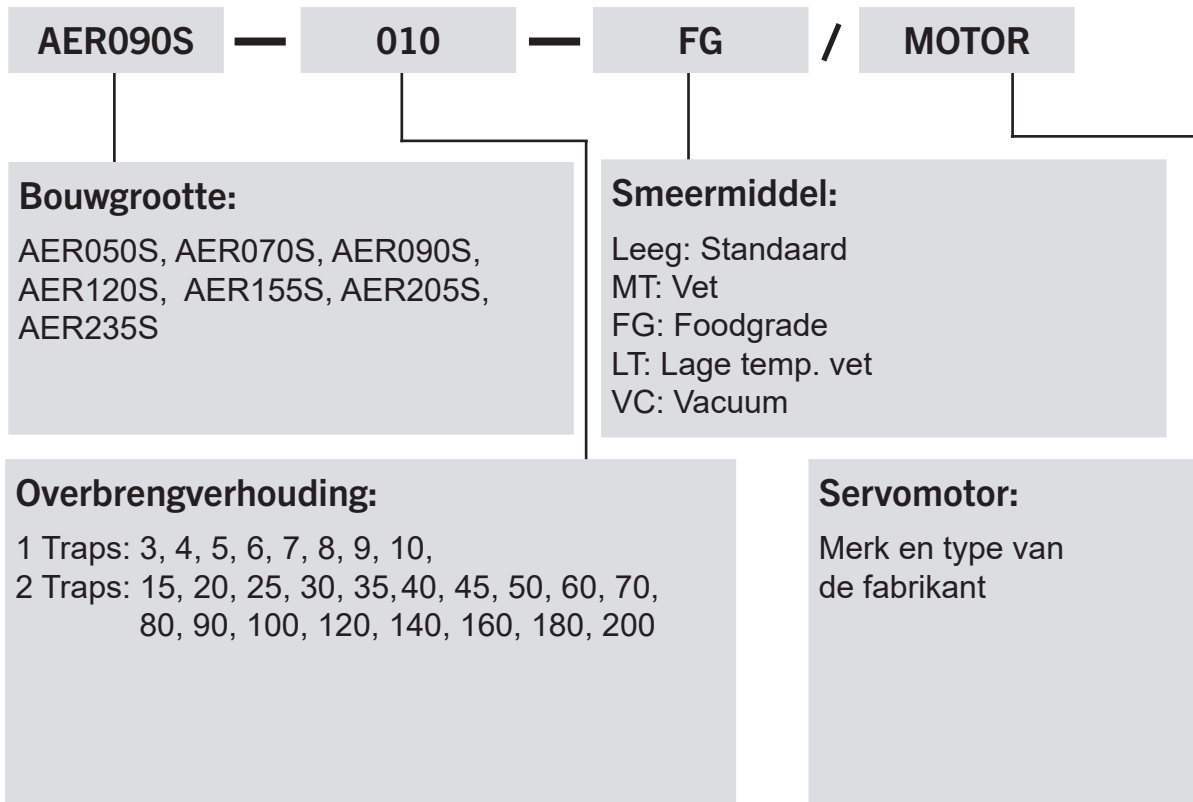 AER090S — 010 — FG / MOTOR
Bouwgrootte:
AER050S, AER070S, AER090S,
AER120S, AER155S, AER205S,
AER235S
Smeermiddel:
Leeg: Standaard
MT: Vet
FG: Foodgrade
LT: Lage temp. vet
VC: Vacuum
Overbrengverhouding:
1 Traps: 3, 4, 5, 6, 7, 8, 9, 10,
2 Traps: 15, 20, 25, 30, 35,40, 45, 50, 60, 70,
80, 90, 100, 120, 140, 160, 180, 200
Servomotor:
Merk en type van
de fabrikant